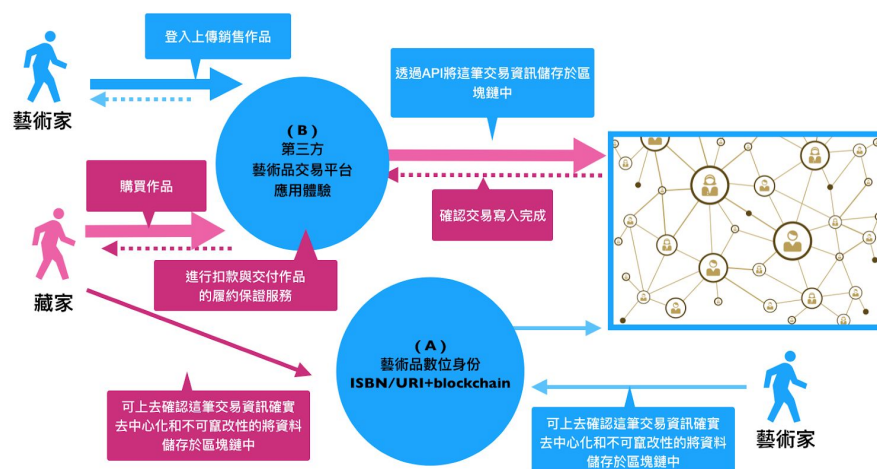 登入上傳銷售作品
透過API將這筆交易資訊儲存於區
塊鏈中
藝術家
(B)
第三方
藝術品交易平台
應用體驗
購買作品
確認交易寫入完成
進行扣款與交付作品
的履約保證服務
藏家
(A)
藝術品數位身份
ISBN/URI+blockchain
可上去確認這筆交易資訊確實
去中心化和不可竄改性的將資料
儲存於區塊鏈中
可上去確認這筆交易資訊確實
去中心化和不可竄改性的將資料
儲存於區塊鏈中
藝術家